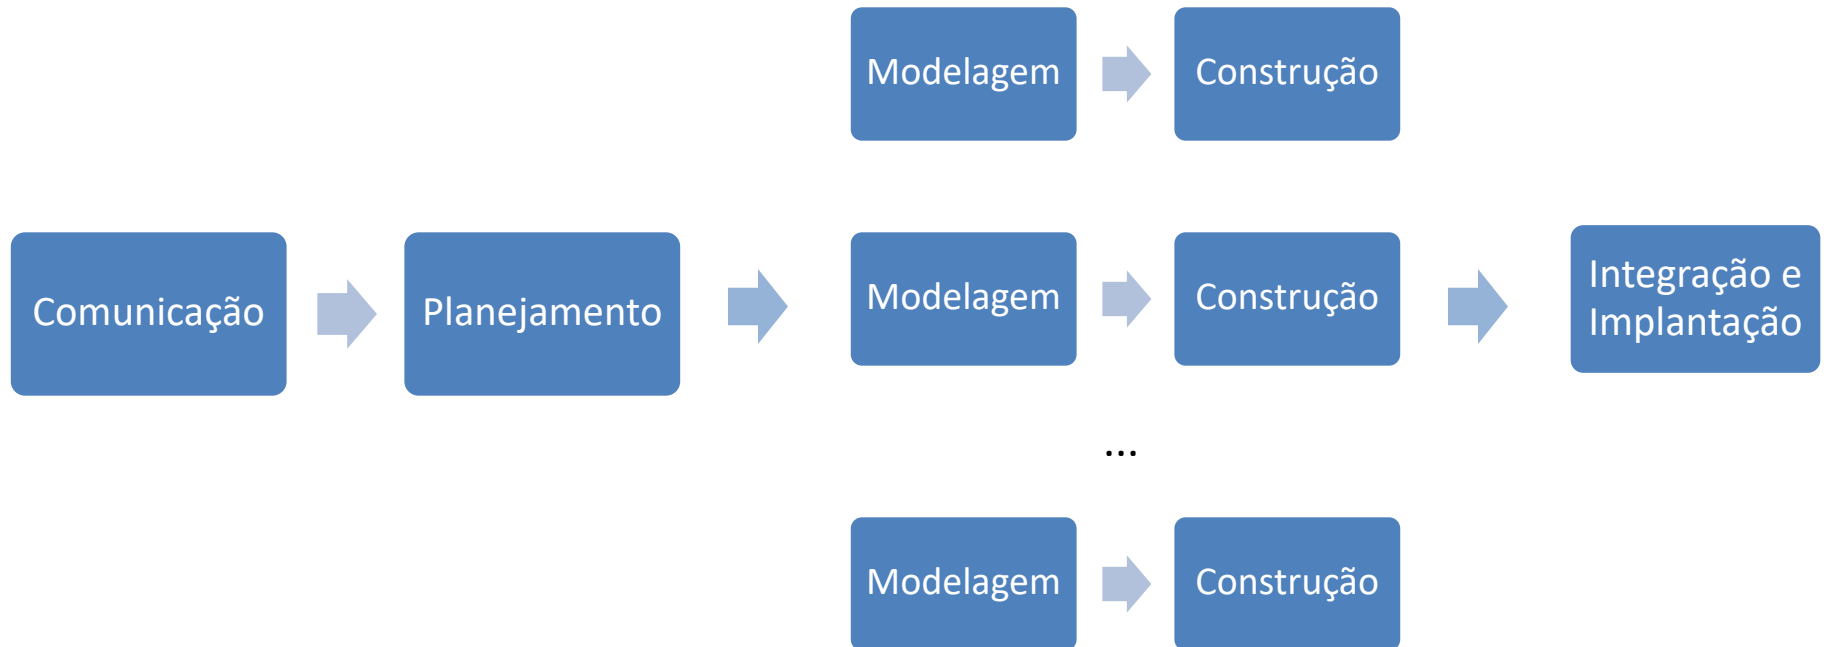 Modelagem
Construção
Comunicação
Planejamento
Modelagem
Construção
Integração e
Implantação
...
Modelagem
Construção